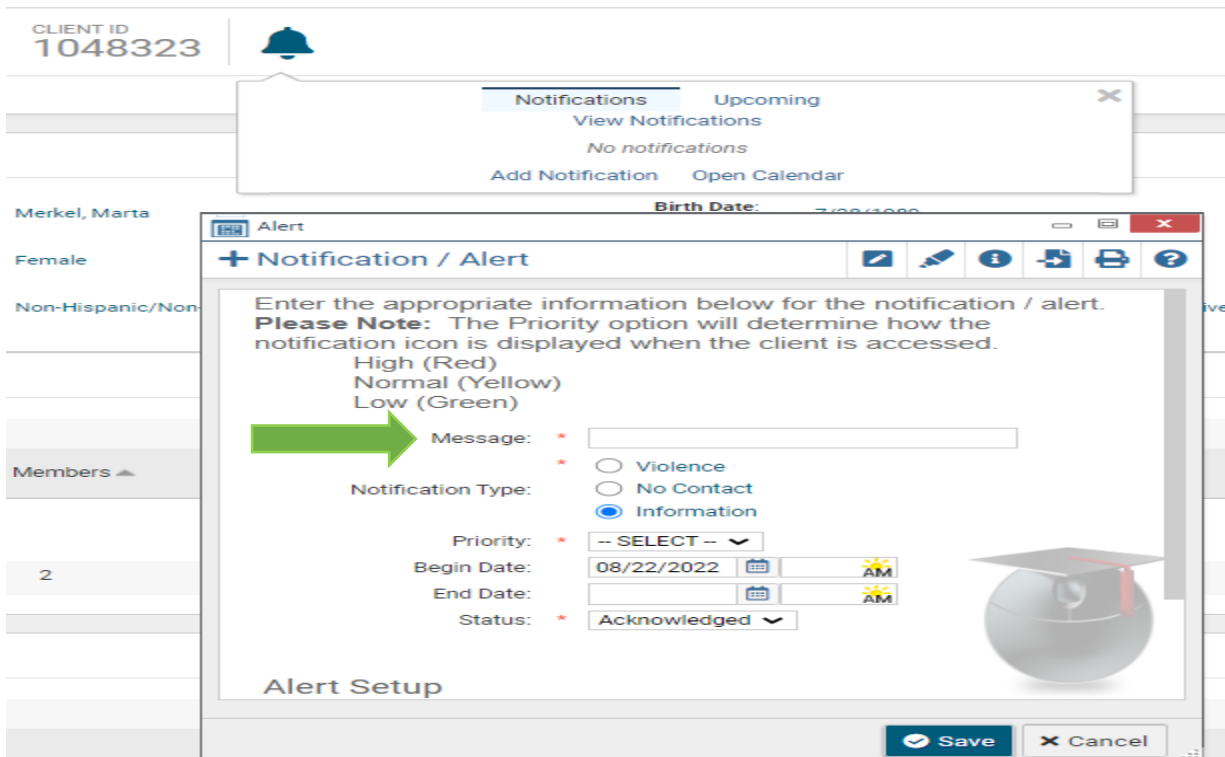 CLIENT ID
1048323
Notifications Upcoming
View Notifications
No notifications
Add Notification Open Calendar
Merkel, Marta
Birth Date:
Female
Non-Hispanic/Non-
Members
2
Alert
Notification / Alert
Enter the appropriate information below for the notification / alert.
Please Note: The Priority option will determine how the
notification icon is displayed when the client is accessed.
High (Red)
Normal (Yellow)
Low (Green)
Message: *
* Violence
Notification Type: No Contact
Information
Priority: * -- SELECT --
Begin Date: 08/22/2022 AM
End Date: AM
Status: * Acknowledged
Alert Setup
Save Cancel